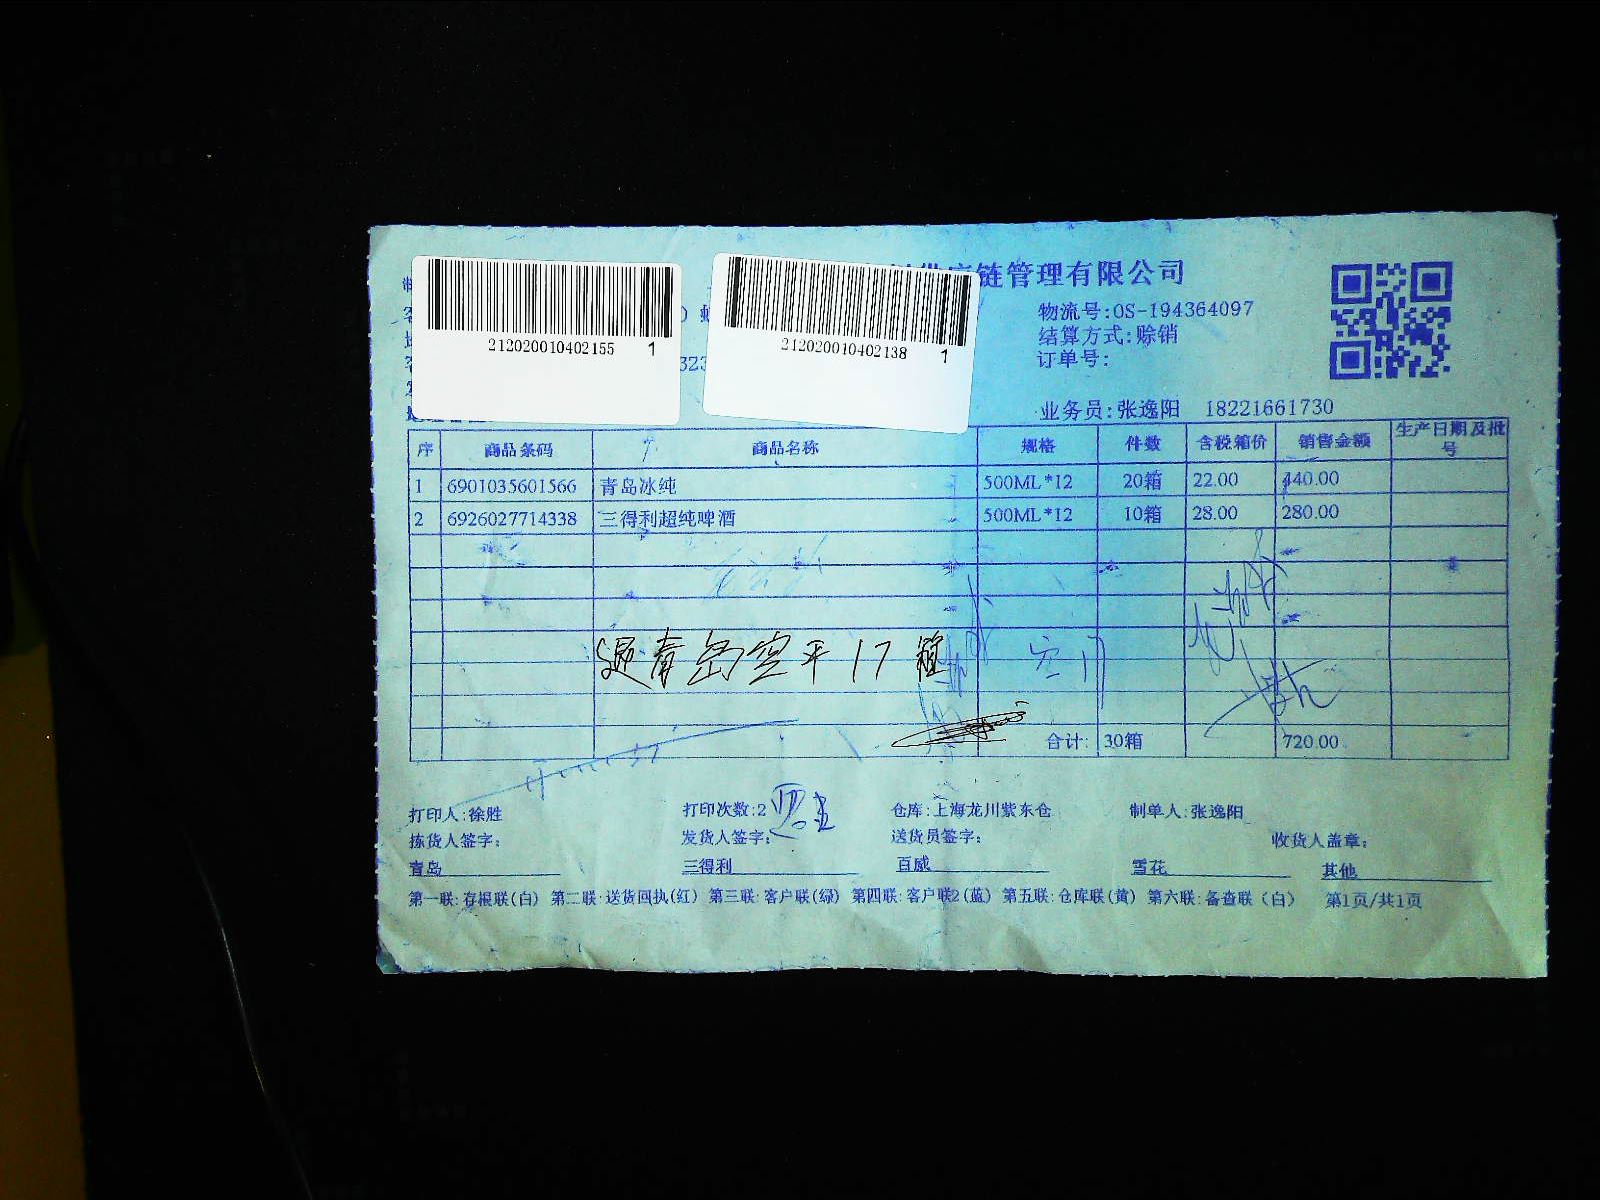 212020010402155 1
212020010402138 1
链管理有限公司
物流号:OS-194364097
结算方式:赊销
订单号:
323
业务员:张逸阳 18221661730
序 商品条码 商品名称 规格 件数 含税箱价 销售金额 生产日期及批号
1 6901035601566 青岛冰纯 500ML*12 20箱 22.00 440.00
2 6926027714338 三得利超纯啤酒 500ML*12 10箱 28.00 280.00
退青岛空平17箱
空17
合计: 30箱 720.00
打印人:徐胜 打印次数:2 仓库:上海龙川紫东仓 制单人:张逸阳
拣货人签字: 发货人签字: 送货员签字: 收货人盖章:
青岛 三得利 百威 雪花 其他
第一联:存根联(白) 第二联:送货回执(红) 第三联:客户联(绿) 第四联:客户联2(蓝) 第五联:仓库联(黄) 第六联:备查联(白) 第1页/共1页